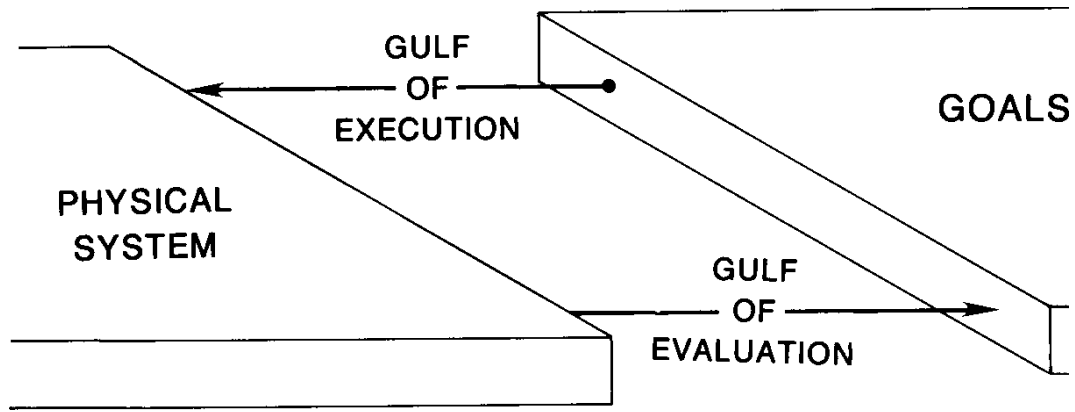 GULF
OF
EXECUTION
GOALS
PHYSICAL
SYSTEM
GULF
OF
EVALUATION